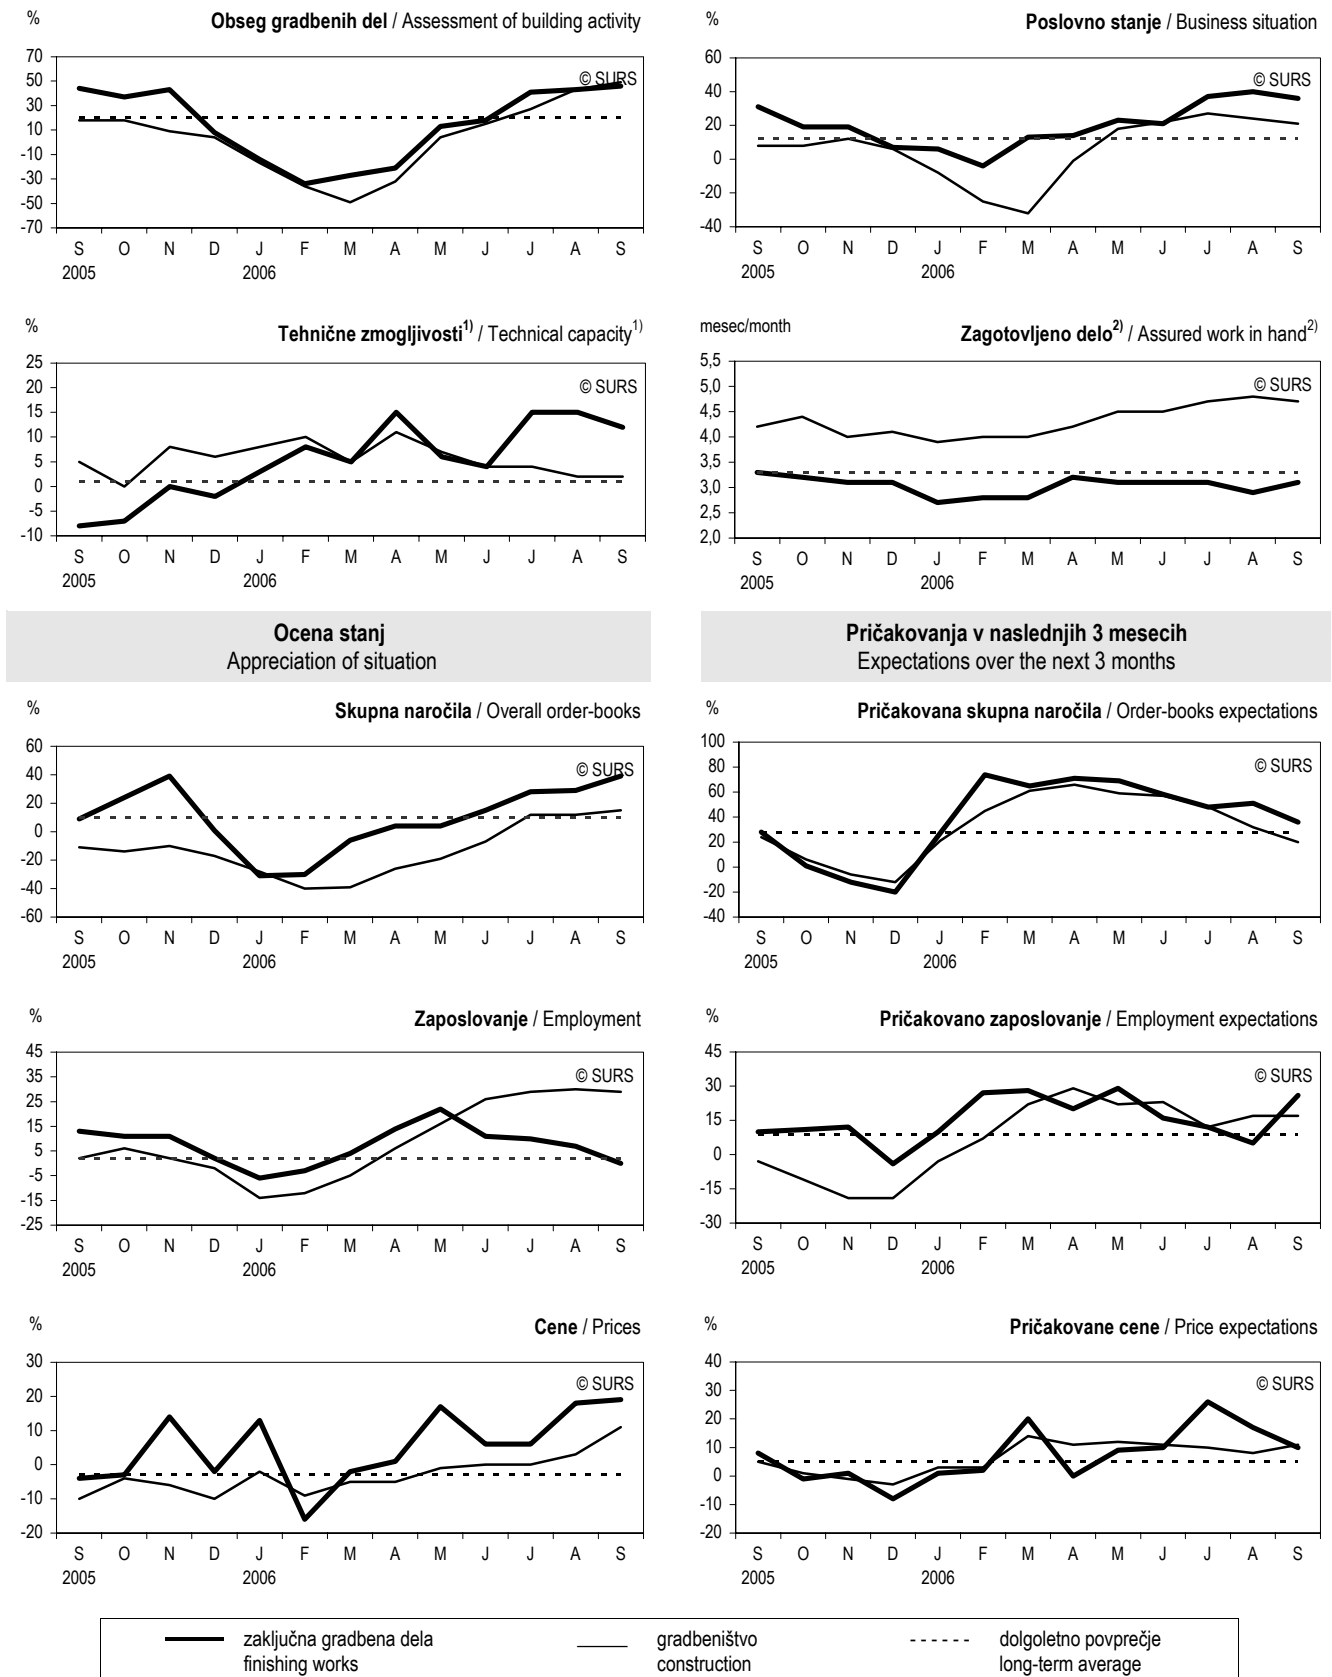 %
Obseg gradbenih del / Assessment of building activity
70
50
30
10
-10
-30
-50
-70
© SURS
S O N D J F M A M J J A S
2005 2006
%
Poslovno stanje / Business situation
60
40
20
0
-20
-40
© SURS
S O N D J F M A M J J A S
2005 2006
%
Tehnične zmogljivosti1) / Technical capacity1)
25
20
15
10
5
0
-5
-10
© SURS
S O N D J F M A M J J A S
2005 2006
mesec/month
Zagotovljeno delo2) / Assured work in hand2)
5,5
5,0
4,5
4,0
3,5
3,0
2,5
2,0
© SURS
S O N D J F M A M J J A S
2005 2006
Ocena stanj
Appreciation of situation
Pričakovanja v naslednjih 3 mesecih
Expectations over the next 3 months
%
Skupna naročila / Overall order-books
60
40
20
0
-20
-40
-60
© SURS
S O N D J F M A M J J A S
2005 2006
%
Pričakovana skupna naročila / Order-books expectations
100
80
60
40
20
0
-20
-40
© SURS
S O N D J F M A M J J A S
2005 2006
%
Zaposlovanje / Employment
45
35
25
15
5
-5
-15
-25
© SURS
S O N D J F M A M J J A S
2005 2006
%
Pričakovano zaposlovanje / Employment expectations
45
30
15
0
-15
-30
© SURS
S O N D J F M A M J J A S
2005 2006
%
Cene / Prices
30
20
10
0
-10
-20
© SURS
S O N D J F M A M J J A S
2005 2006
%
Pričakovane cene / Price expectations
40
30
20
10
0
-10
-20
© SURS
S O N D J F M A M J J A S
2005 2006
zaključna gradbena dela
finishing works
gradbeništvo
construction
dolgoletno povprečje
long-term average